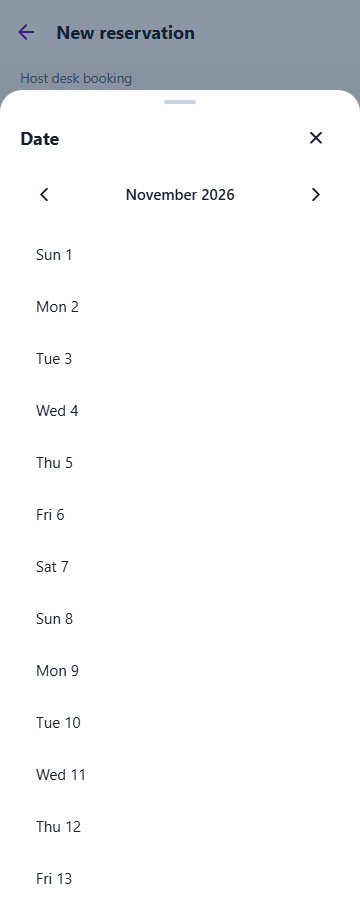 New reservation
Host desk booking
Date
November 2026
Sun 1
Mon 2
Tue 3
Wed 4
Thu 5
Fri 6
Sat 7
Sun 8
Mon 9
Tue 10
Wed 11
Thu 12
Fri 13